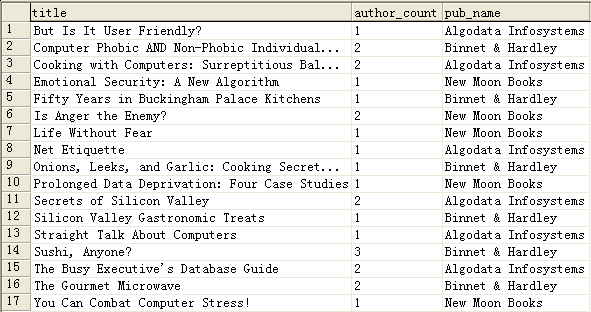 title author_count pub_name
1 But Is It User Friendly? 1 Algodata Infosystems
2 Computer Phobic AND Non-Phobic Individual... 2 Binnet & Hardley
3 Cooking with Computers: Surreptitious Bal... 2 Algodata Infosystems
4 Emotional Security: A New Algorithm 1 New Moon Books
5 Fifty Years in Buckingham Palace Kitchens 1 Binnet & Hardley
6 Is Anger the Enemy? 2 New Moon Books
7 Life Without Fear 1 New Moon Books
8 Net Etiquette 1 Algodata Infosystems
9 Onions, Leeks, and Garlic: Cooking Secret... 1 Binnet & Hardley
10 Prolonged Data Deprivation: Four Case Studies 1 New Moon Books
11 Secrets of Silicon Valley 2 Algodata Infosystems
12 Silicon Valley Gastronomic Treats 1 Binnet & Hardley
13 Straight Talk About Computers 1 Algodata Infosystems
14 Sushi, Anyone? 3 Binnet & Hardley
15 The Busy Executive's Database Guide 2 Algodata Infosystems
16 The Gourmet Microwave 2 Binnet & Hardley
17 You Can Combat Computer Stress! 1 New Moon Books